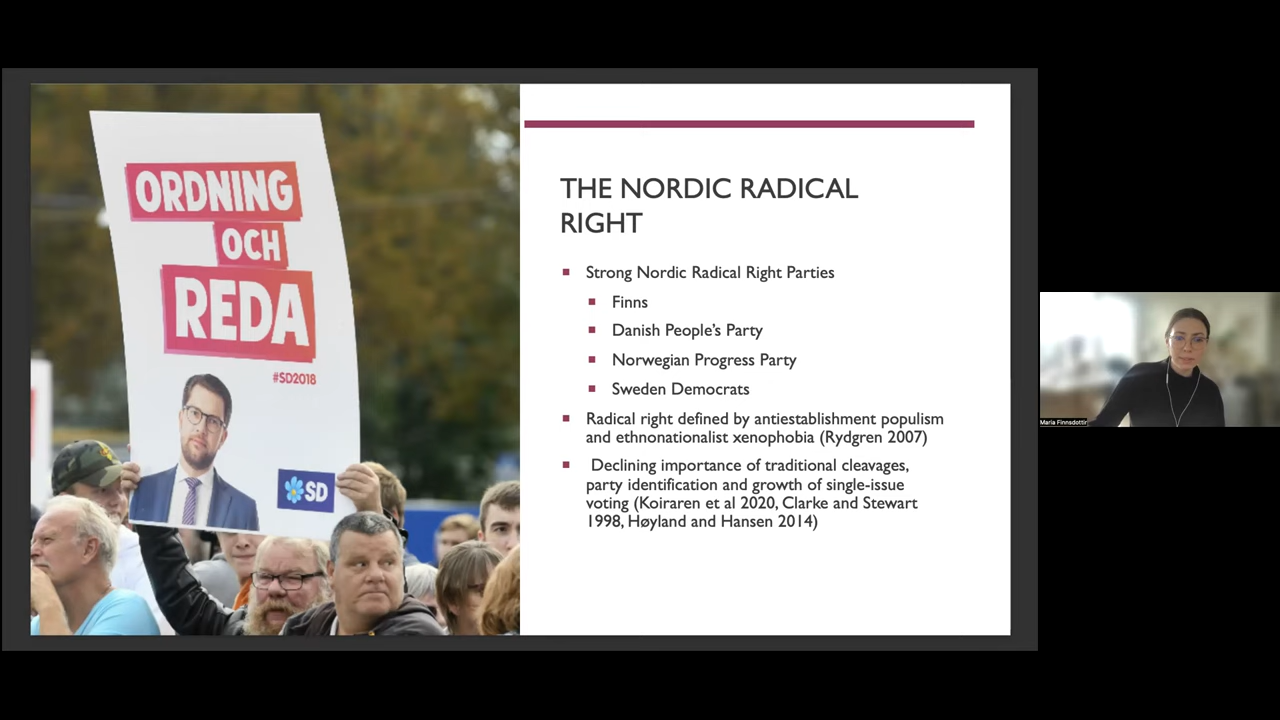 ORDNING
OCH
REDA
#SD2018
SD
THE NORDIC RADICAL
RIGHT
Strong Nordic Radical Right Parties
Finns
Danish People's Party
Norwegian Progress Party
Sweden Democrats
Radical right defined by antiestablishment populism
and ethnonationalist xenophobia (Rydgren 2007)
Declining importance of traditional cleavages,
party identification and growth of single-issue
voting (Koiraren et al 2020, Clarke and Stewart
1998, Høyland and Hansen 2014)
Maria Finnsdottir